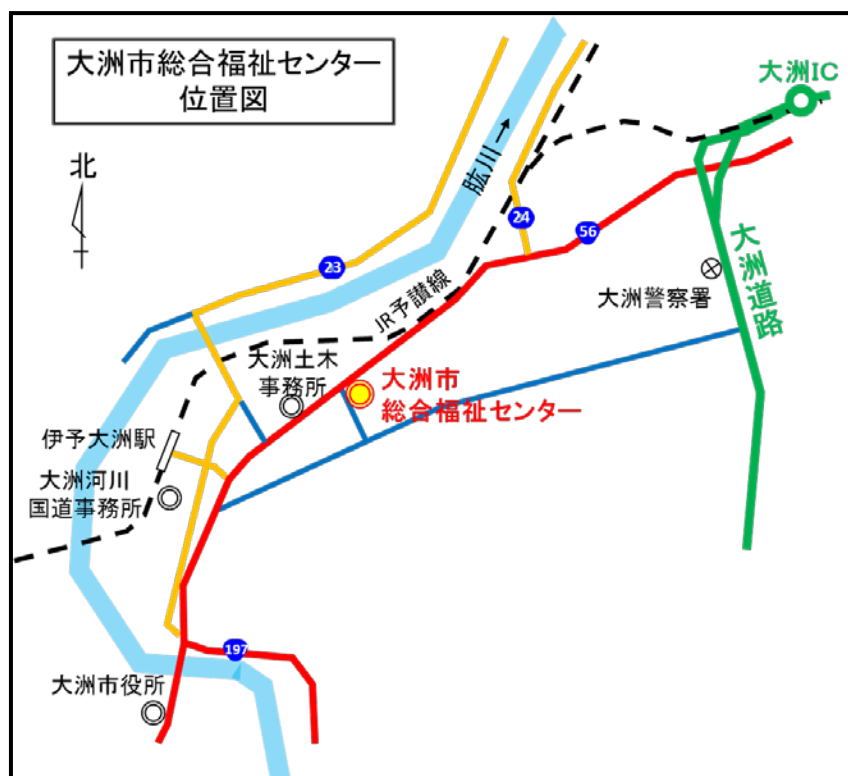 大洲市総合福祉センター
位置図
大洲IC
北
肱川→
24
56
23
大洲道路
大洲警察署
JR予讃線
大洲土木
事務所
大洲市
総合福祉センター
伊予大洲駅
大洲河川
国道事務所
197
大洲市役所